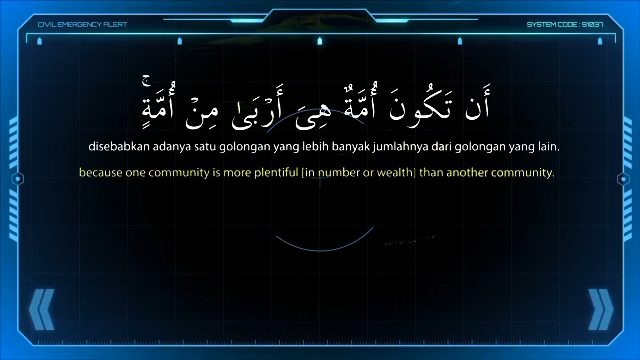 CIVIL EMERGENCY ALERT
SYSTEM CODE : S1037
أَن تَكُونَ أُمَّةٌ هِىَ أَرْبَىٰ مِنْ أُمَّةٍ ۚ
disebabkan adanya satu golongan yang lebih banyak jumlahnya dari golongan yang lain.
because one community is more plentiful [in number or wealth] than another community.